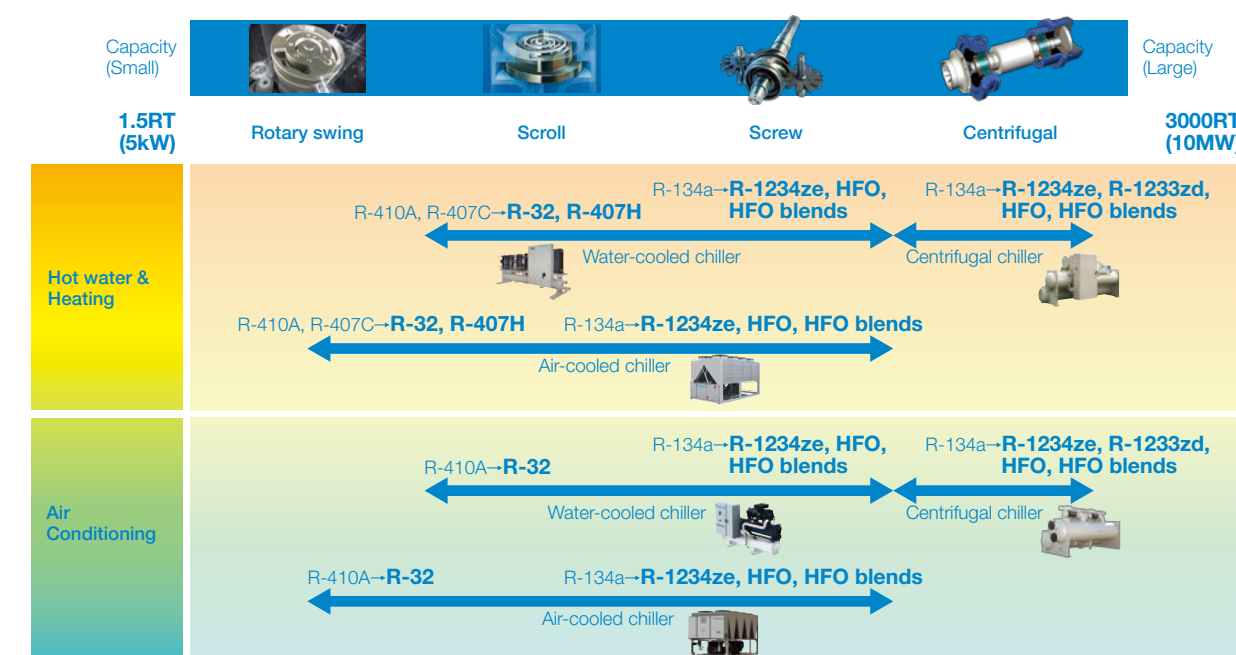 Capacity
(Small)
Capacity
(Large)
1.5RT
(5kW)
Rotary swing
Scroll
Screw
Centrifugal
3000RT
(10MW)
Hot water &
Heating
R-134a→R-1234ze, HFO,
HFO blends
R-134a→R-1234ze, R-1233zd,
HFO, HFO blends
R-410A, R-407C→R-32, R-407H
Water-cooled chiller
Centrifugal chiller
R-410A, R-407C→R-32, R-407H
R-134a→R-1234ze, HFO, HFO blends
Air-cooled chiller
Air
Conditioning
R-134a→R-1234ze, HFO,
HFO blends
R-134a→R-1234ze, R-1233zd,
HFO, HFO blends
R-410A→R-32
Water-cooled chiller
Centrifugal chiller
R-410A→R-32
R-134a→R-1234ze, HFO, HFO blends
Air-cooled chiller